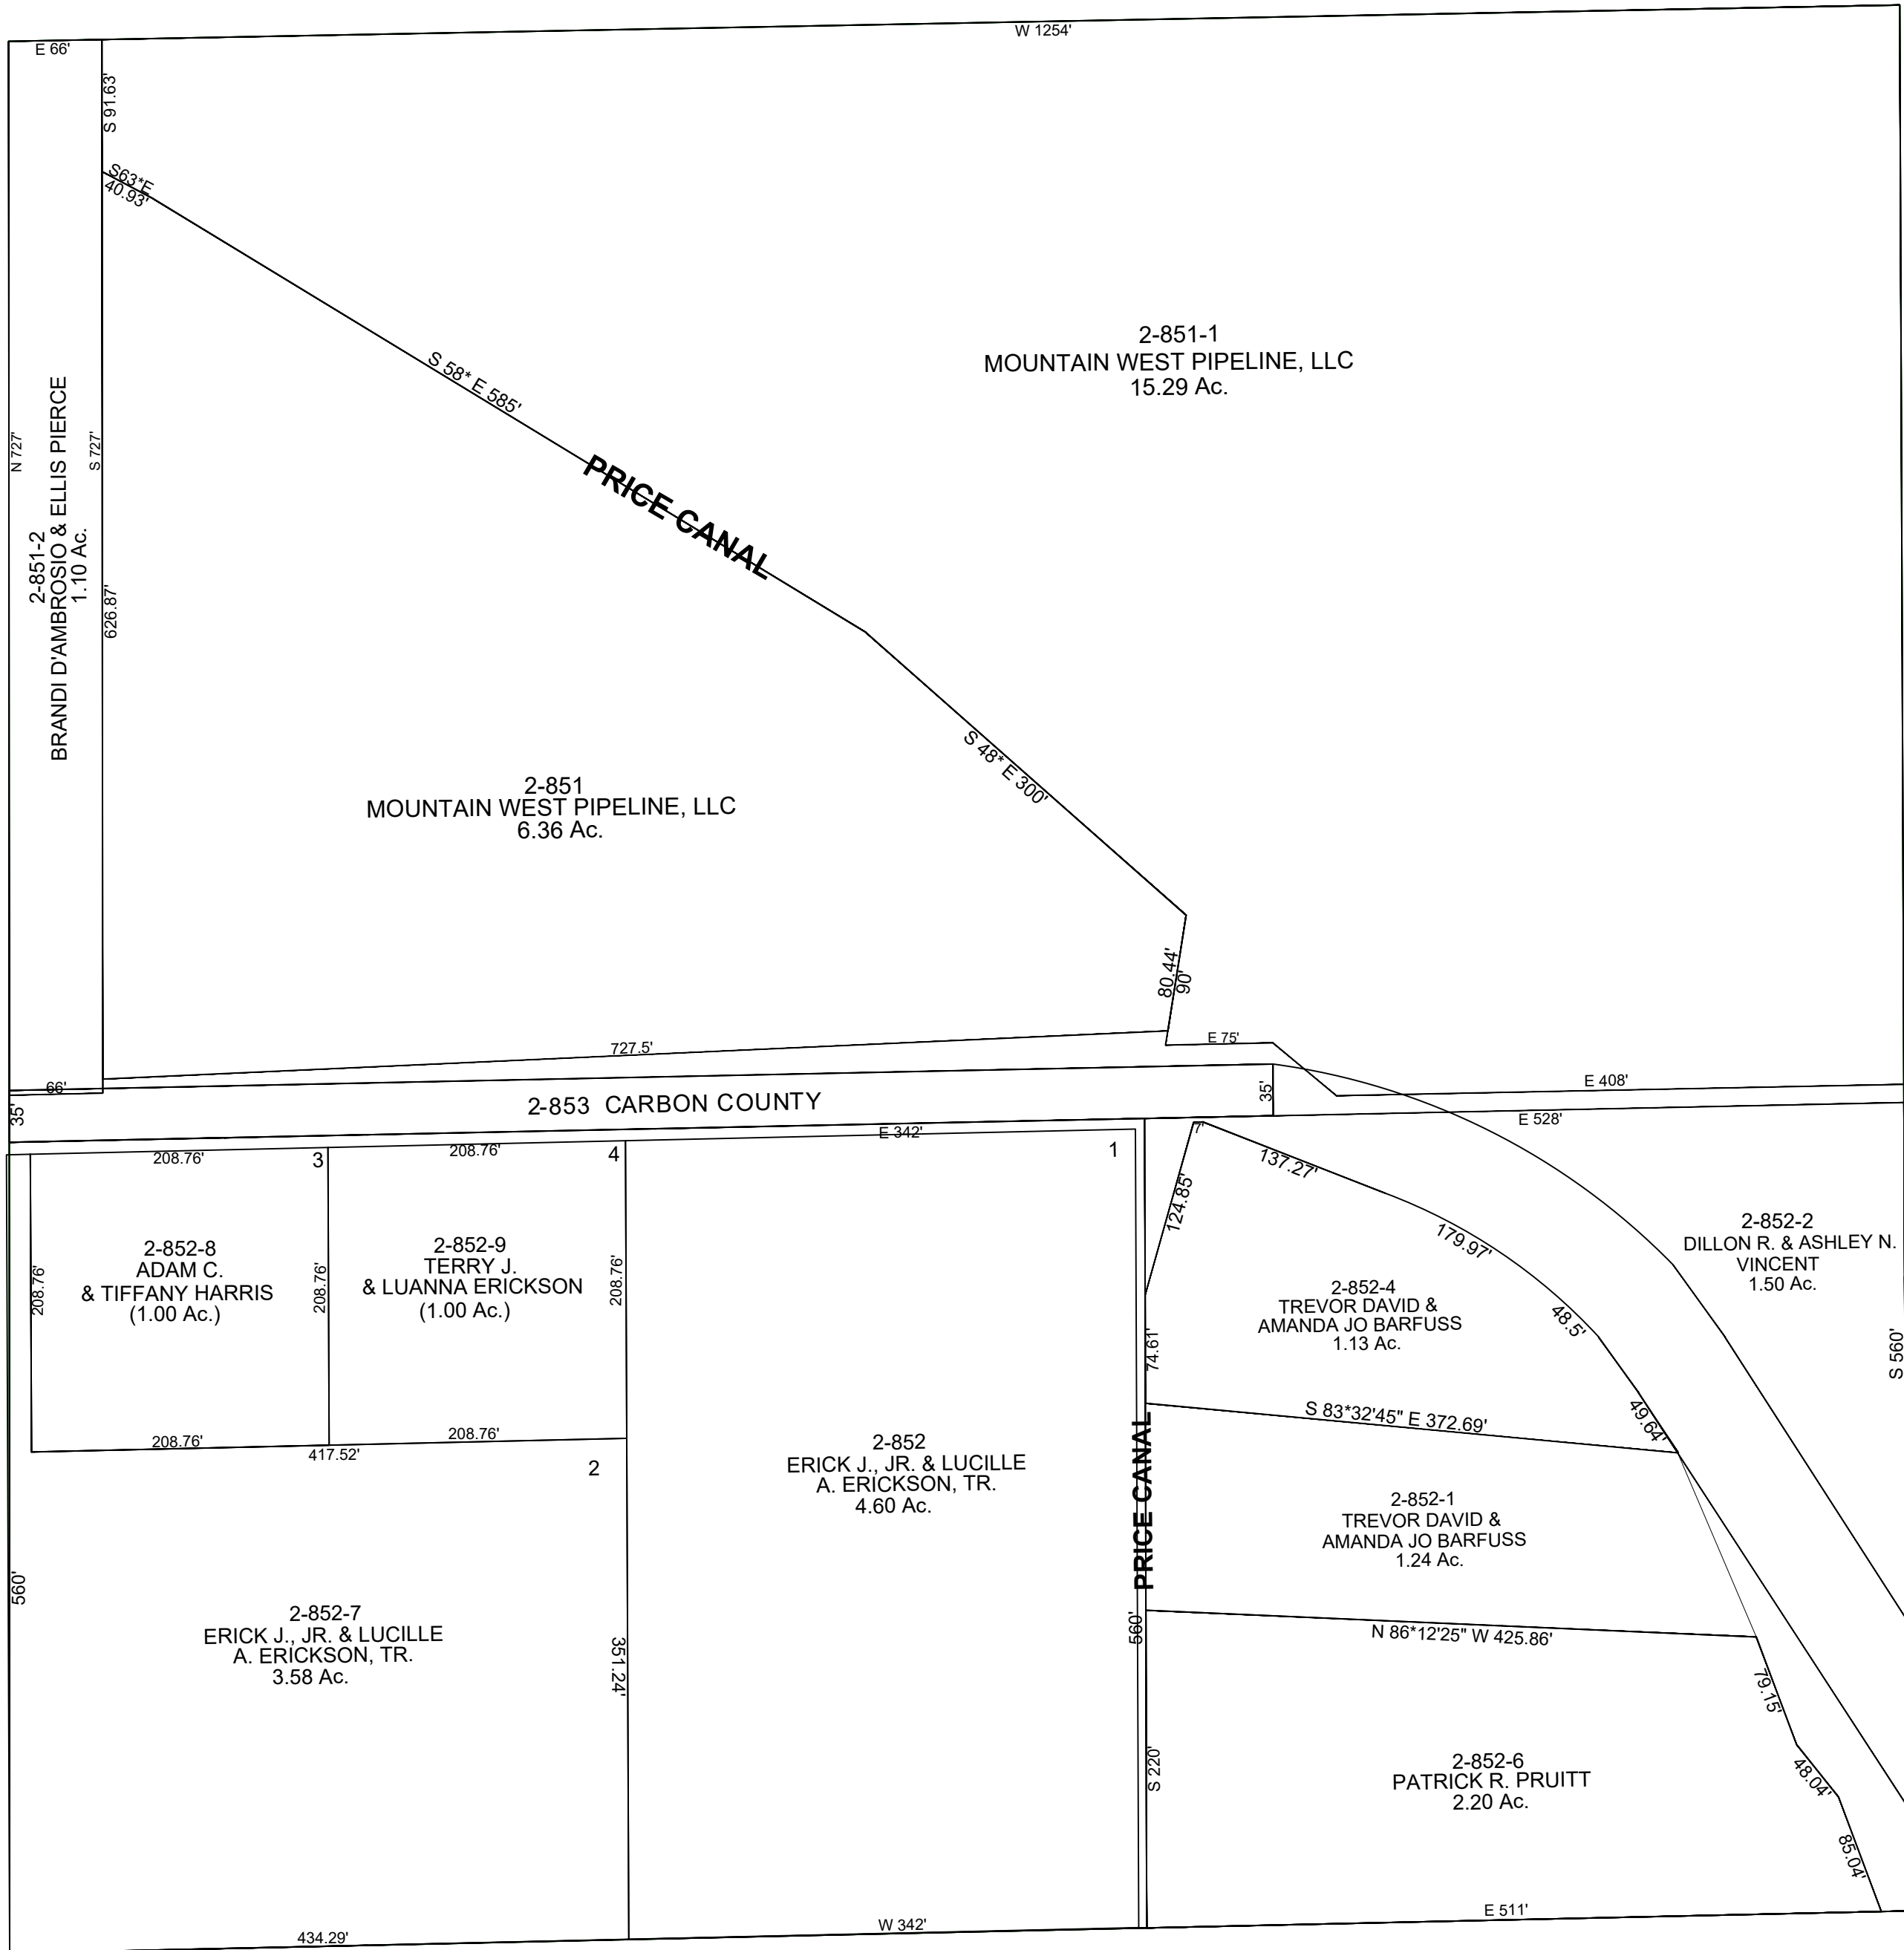 W 1254'
E 66'
S 91.63'
S63*E
40.93'
S 58* E 585'
PRICE CANAL
2-851-1
MOUNTAIN WEST PIPELINE, LLC
15.29 Ac.
N 727'
2-851-2
BRANDI D'AMBROSIO & ELLIS PIERCE
1.10 Ac.
S 727'
626.87'
S 48* E 300'
2-851
MOUNTAIN WEST PIPELINE, LLC
6.36 Ac.
80.44'
90'
E 75'
727.5'
66'
35'
2-853 CARBON COUNTY
35'
E 408'
E 528'
208.76'
3
208.76'
4
E 342'
1
7'
137.27'
124.85'
179.97'
48.5'
49.64'
2-852-8
ADAM C.
& TIFFANY HARRIS
(1.00 Ac.)
208.76'
208.76'
2-852-9
TERRY J.
& LUANNA ERICKSON
(1.00 Ac.)
208.76'
2-852-4
TREVOR DAVID &
AMANDA JO BARFUSS
1.13 Ac.
2-852-2
DILLON R. & ASHLEY N.
VINCENT
1.50 Ac.
S 560'
74.61'
S 83*32'45" E 372.69'
208.76'
208.76'
417.52'
2
2-852
ERICK J., JR. & LUCILLE
A. ERICKSON, TR.
4.60 Ac.
PRICE CANAL
2-852-1
TREVOR DAVID &
AMANDA JO BARFUSS
1.24 Ac.
560'
2-852-7
ERICK J., JR. & LUCILLE
A. ERICKSON, TR.
3.58 Ac.
351.24'
560'
N 86*12'25" W 425.86'
79.15'
48.04'
85.04'
S 220'
2-852-6
PATRICK R. PRUITT
2.20 Ac.
434.29'
W 342'
E 511'